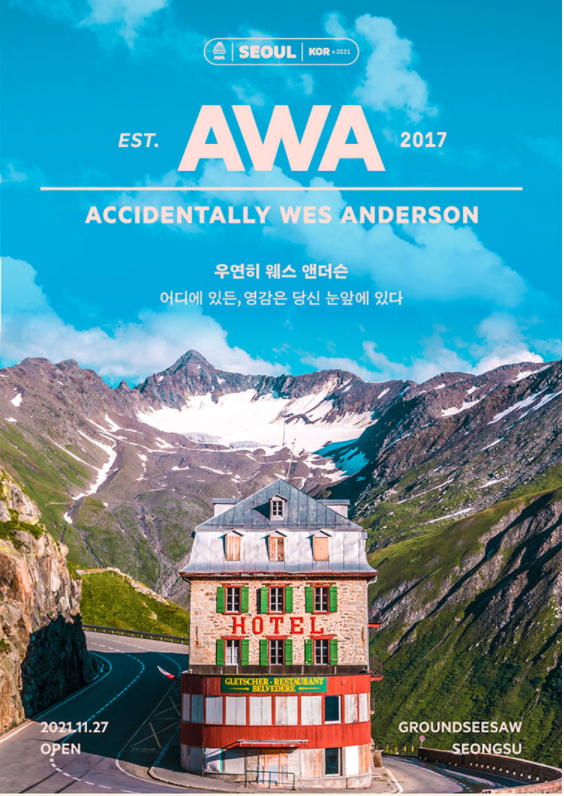 SEOUL KOR • 2021
EST. AWA 2017
ACCIDENTALLY WES ANDERSON
우연히 웨스 앤더슨
어디에 있든, 영감은 당신 눈앞에 있다
HOTEL
GLETSCHER - RESTAURANT
BELVEDERE
2021.11.27 GROUNDSEESAW
OPEN SEONGSU